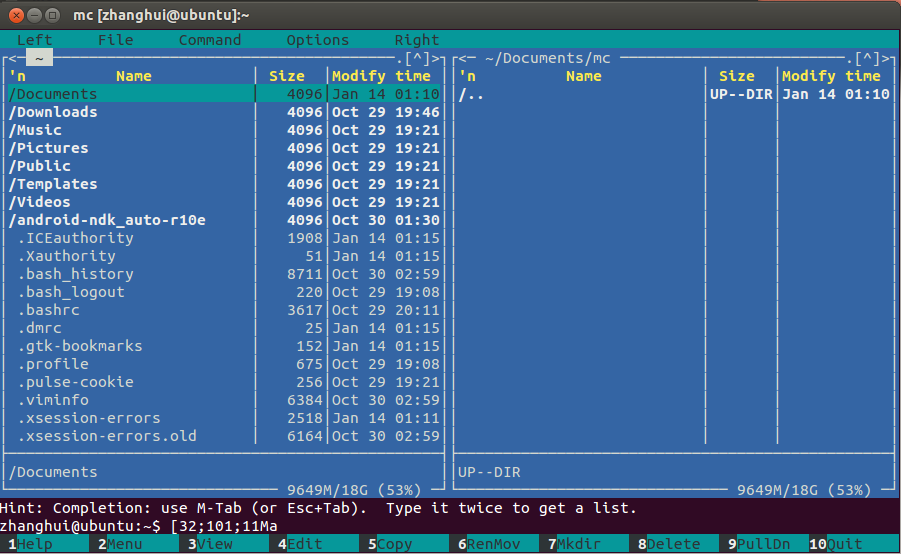 mc [zhanghui@ubuntu]:~
Left File Command Options Right
<─ ~ .[^]> <─ ~/Documents/mc .[^]>
'n Name Size Modify time 'n Name Size Modify time
/Documents 4096 Jan 14 01:10 /.. UP--DIR Jan 14 01:10
/Downloads 4096 Oct 29 19:46
/Music 4096 Oct 29 19:21
/Pictures 4096 Oct 29 19:21
/Public 4096 Oct 29 19:21
/Templates 4096 Oct 29 19:21
/Videos 4096 Oct 29 19:21
/android-ndk_auto-r10e 4096 Oct 30 01:30
.ICEauthority 1908 Jan 14 01:15
.Xauthority 51 Jan 14 01:15
.bash_history 8711 Oct 30 02:59
.bash_logout 220 Oct 29 19:08
.bashrc 3617 Oct 29 20:11
.dmrc 25 Jan 14 01:15
.gtk-bookmarks 152 Jan 14 01:15
.profile 675 Oct 29 19:08
.pulse-cookie 256 Oct 29 19:21
.viminfo 6384 Oct 30 02:59
.xsession-errors 2518 Jan 14 01:11
.xsession-errors.old 6164 Oct 30 02:59
/Documents UP--DIR
9649M/18G (53%) 9649M/18G (53%)
Hint: Completion: use M-Tab (or Esc+Tab).  Type it twice to get a list.
zhanghui@ubuntu:~$ [32;101;11Ma
1Help 2Menu 3View 4Edit 5Copy 6RenMov 7Mkdir 8Delete 9PullDn 10Quit